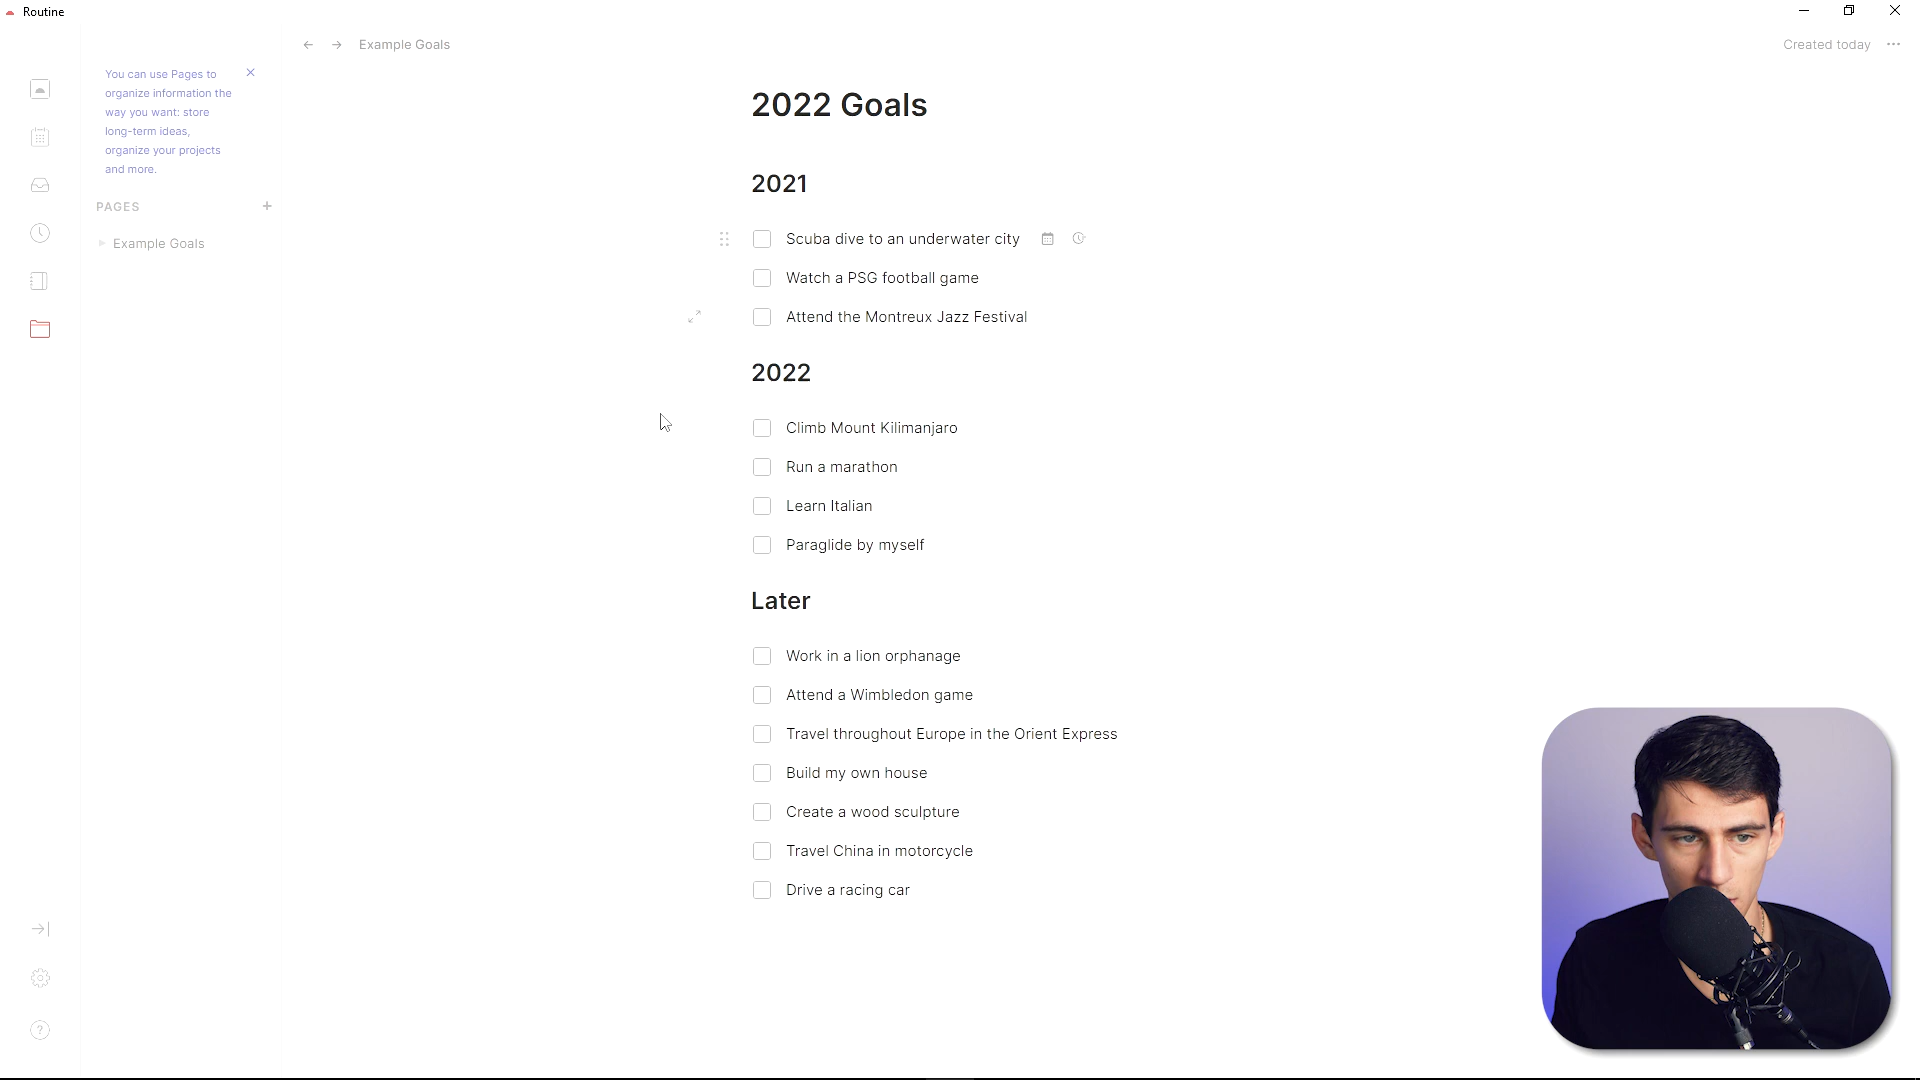 Routine
Example Goals
Created today
You can use Pages to
organize information the
way you want: store
long-term ideas,
organize your projects
and more.
PAGES
Example Goals
2022 Goals
2021
Scuba dive to an underwater city
Watch a PSG football game
Attend the Montreux Jazz Festival
2022
Climb Mount Kilimanjaro
Run a marathon
Learn Italian
Paraglide by myself
Later
Work in a lion orphanage
Attend a Wimbledon game
Travel throughout Europe in the Orient Express
Build my own house
Create a wood sculpture
Travel China in motorcycle
Drive a racing car